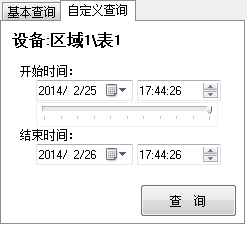 基本查询 自定义查询
设备:区域1\表1
开始时间：
2014/ 2/25 17:44:26
结束时间：
2014/ 2/26 17:44:26
查 询